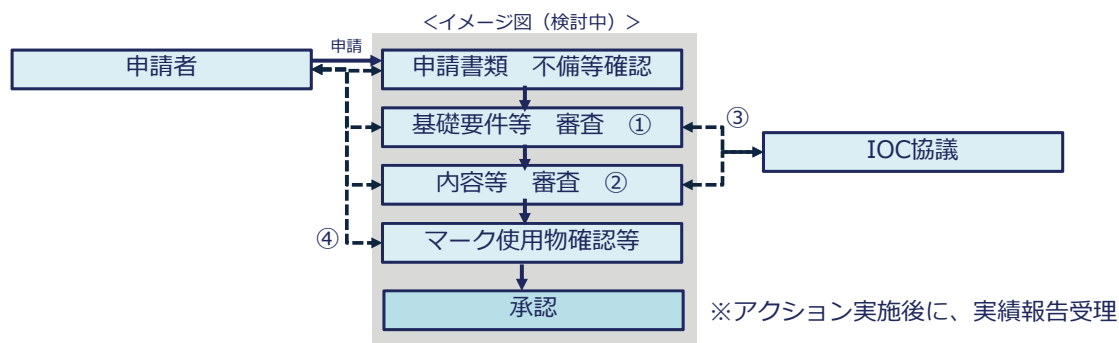 ＜イメージ図（検討中）＞
申請者
申請
申請書類　不備等確認
基礎要件等　審査　①
③
IOC協議
内容等　審査　②
④
マーク使用物確認等
承認
※アクション実施後に、実績報告受理